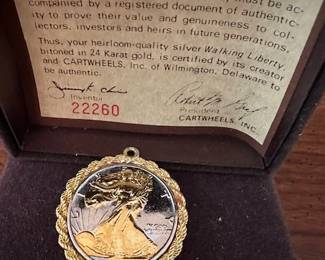 companied by a registered document of authentic-
ity to prove their value and genuineness to col-
lectors, investors and heirs in future generations.
Thus, your heirloom-quality silver Walking Liberty,
bitoned in 24 Karat gold, is certified by its creator
and CARTWHEELS, Inc. of Wilmington, Delaware to
be authentic.
Inventor
President
22260
CARTWHEELS, INC.